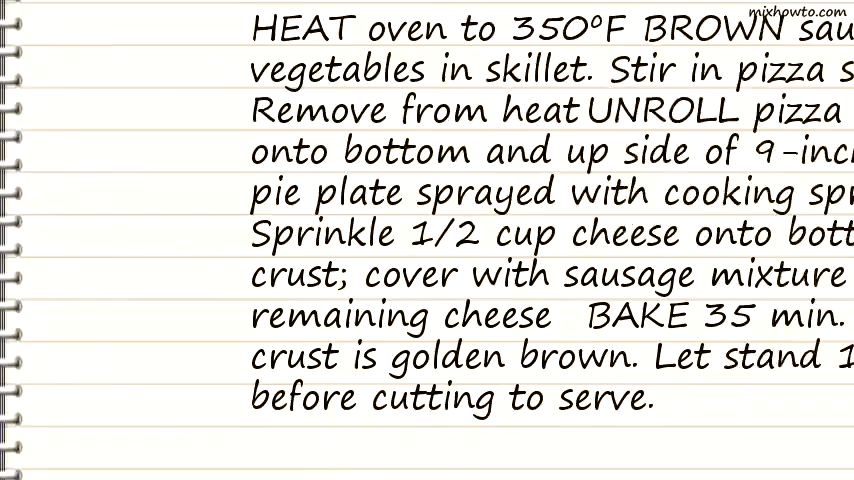 mixhowto.com
HEAT oven to 350ºF BROWN
vegetables in skillet. Stir in pizza
Remove from heat UNROLL pizza
onto bottom and up side of 9-inch
pie plate sprayed with cooking
Sprinkle 1/2 cup cheese onto
crust; cover with sausage mixture
remaining cheese BAKE 35 min.
crust is golden brown. Let stand
before cutting to serve.